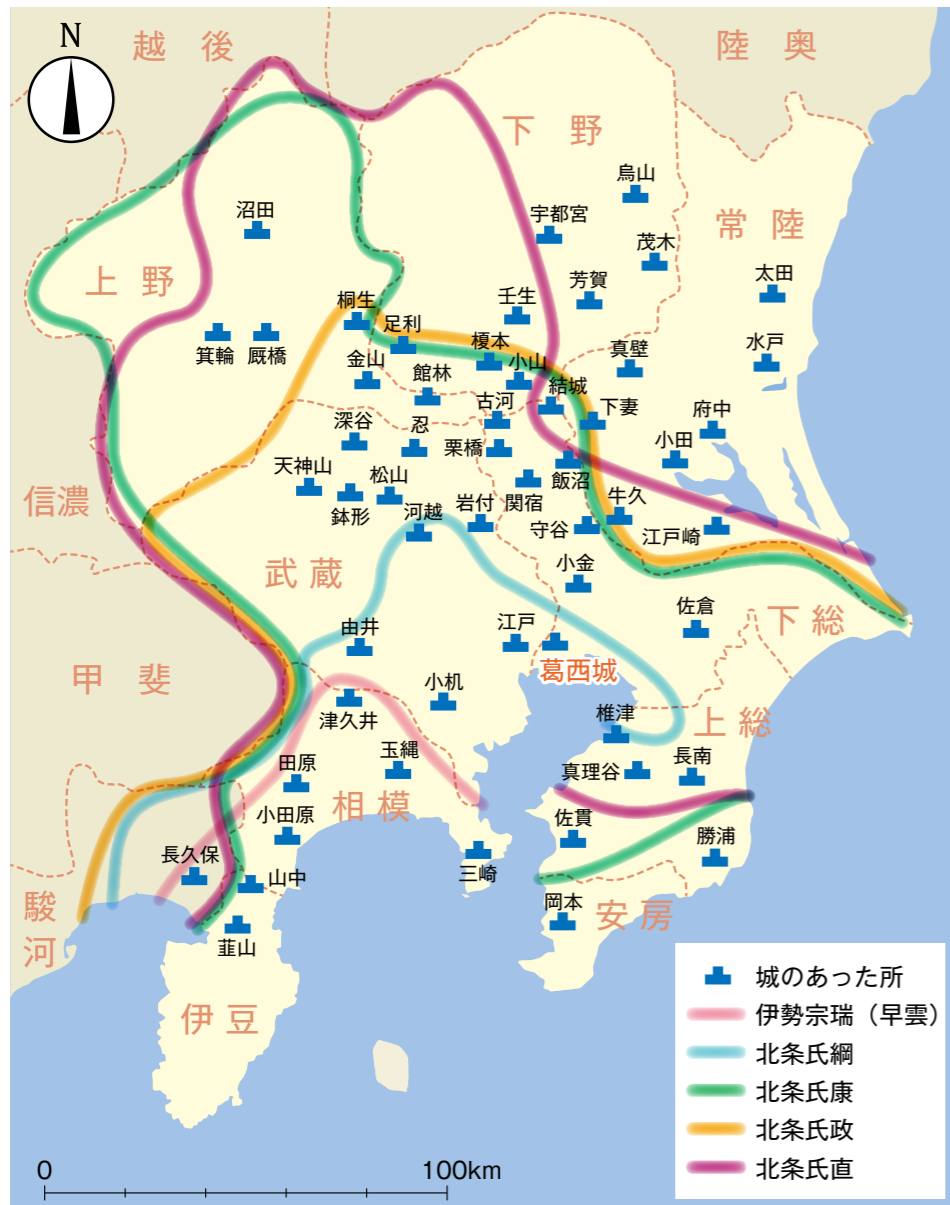 N
越後
陸奥
下野
烏山
沼田
宇都宮
常陸
茂木
上野
太田
芳賀
桐生
壬生
足利
箕輪
厩橋
榎本
水戸
金山
小山
真壁
館林
結城
古河
深谷
忍
下妻
府中
栗橋
小田
天神山
松山
飯沼
信濃
鉢形
河越
岩付
関宿
牛久
守谷
江戸崎
武蔵
小金
佐倉
下総
由井
江戸
葛西城
甲斐
小机
津久井
椎津
上総
玉縄
田原
真理谷
長南
相模
小田原
佐貫
勝浦
長久保
山中
三崎
駿河
岡本
安房
韮山
伊豆
城のあった所
伊勢宗瑞（早雲）
北条氏綱
北条氏康
北条氏政
北条氏直
0
100km